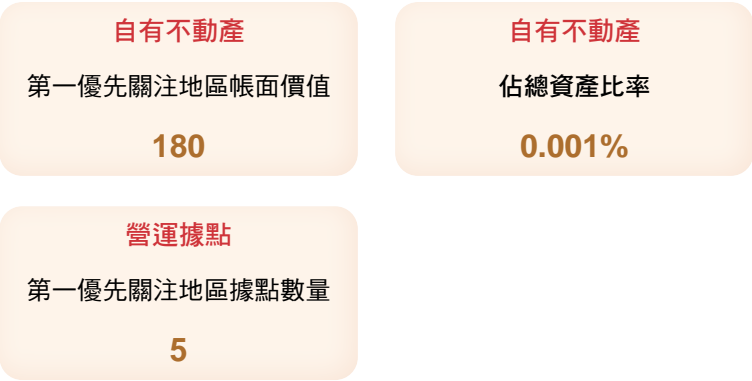 自有不動產
第一優先關注地區帳面價值
180
自有不動產
佔總資產比率
0.001%
營運據點
第一優先關注地區據點數量
5